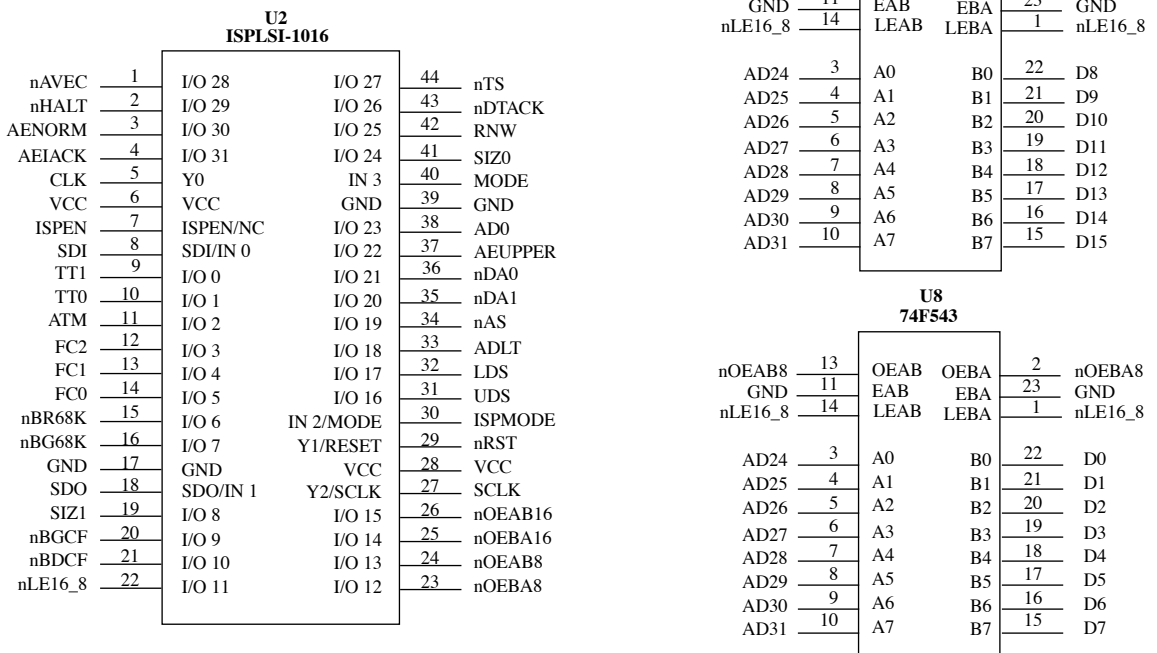 U2
ISPLSI-1016
nAVEC 1 I/O 28 I/O 27 44 nTS
nHALT 2 I/O 29 I/O 26 43 nDTACK
AENORM 3 I/O 30 I/O 25 42 RNW
AEIACK 4 I/O 31 I/O 24 41 SIZ0
CLK 5 Y0 IN 3 40 MODE
VCC 6 VCC GND 39 GND
ISPEN 7 ISPEN/NC I/O 23 38 AD0
SDI 8 SDI/IN 0 I/O 22 37 AEUPPER
TT1 9 I/O 0 I/O 21 36 nDA0
TT0 10 I/O 1 I/O 20 35 nDA1
ATM 11 I/O 2 I/O 19 34 nAS
FC2 12 I/O 3 I/O 18 33 ADLT
FC1 13 I/O 4 I/O 17 32 LDS
FC0 14 I/O 5 I/O 16 31 UDS
nBR68K 15 I/O 6 IN 2/MODE 30 ISPMODE
nBG68K 16 I/O 7 Y1/RESET 29 nRST
GND 17 GND VCC 28 VCC
SDO 18 SDO/IN 1 Y2/SCLK 27 SCLK
SIZ1 19 I/O 8 I/O 15 26 nOEAB16
nBGCF 20 I/O 9 I/O 14 25 nOEBA16
nBDCF 21 I/O 10 I/O 13 24 nOEAB8
nLE16_8 22 I/O 11 I/O 12 23 nOEBA8
GND 11 EAB EBA 23 GND
nLE16_8 14 LEAB LEBA 1 nLE16_8
AD24 3 A0 B0 22 D8
AD25 4 A1 B1 21 D9
AD26 5 A2 B2 20 D10
AD27 6 A3 B3 19 D11
AD28 7 A4 B4 18 D12
AD29 8 A5 B5 17 D13
AD30 9 A6 B6 16 D14
AD31 10 A7 B7 15 D15
U8
74F543
nOEAB8 13 OEAB OEBA 2 nOEBA8
GND 11 EAB EBA 23 GND
nLE16_8 14 LEAB LEBA 1 nLE16_8
AD24 3 A0 B0 22 D0
AD25 4 A1 B1 21 D1
AD26 5 A2 B2 20 D2
AD27 6 A3 B3 19 D3
AD28 7 A4 B4 18 D4
AD29 8 A5 B5 17 D5
AD30 9 A6 B6 16 D6
AD31 10 A7 B7 15 D7